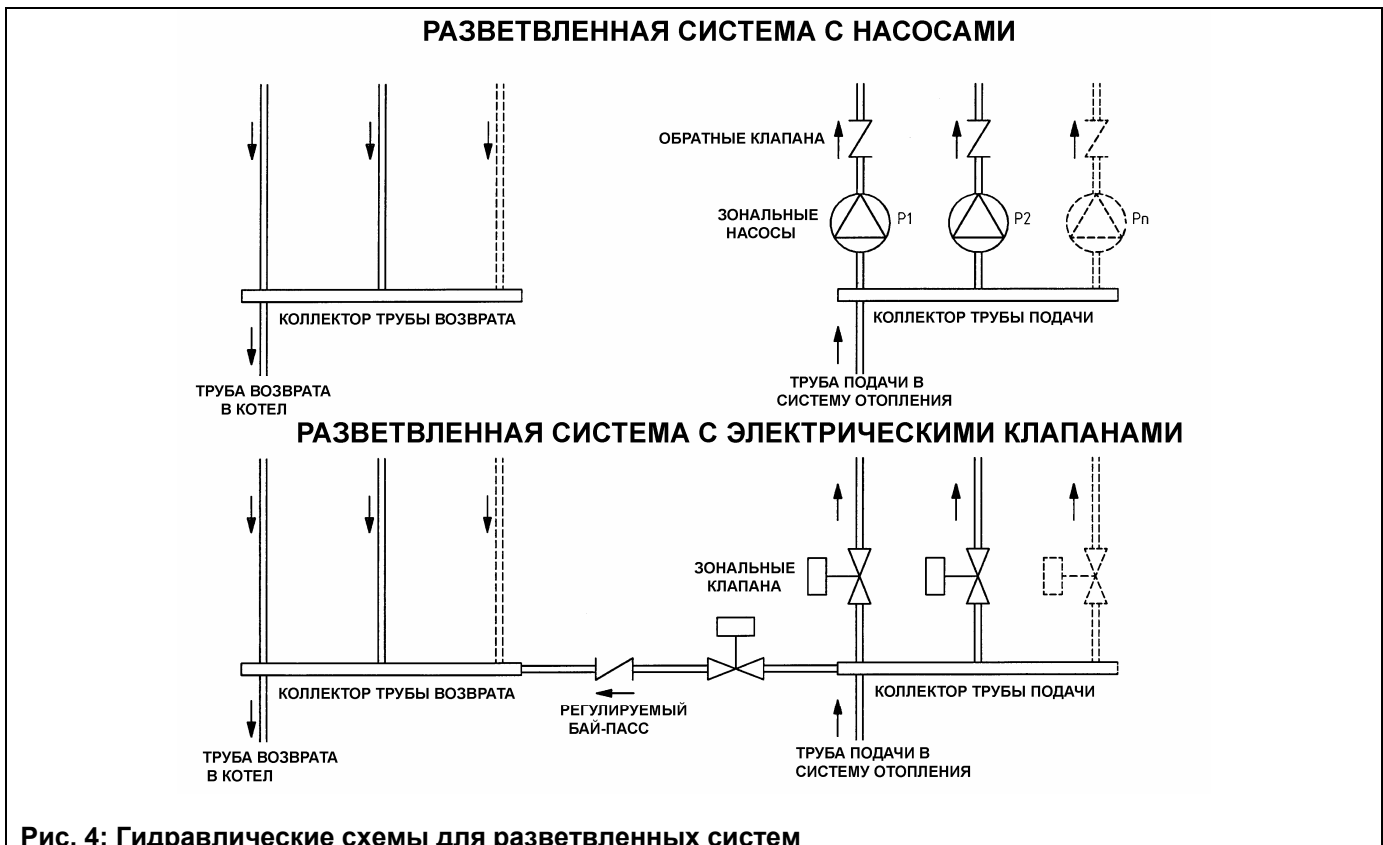 РАЗВЕТВЛЕННАЯ СИСТЕМА С НАСОСАМИ
ОБРАТНЫЕ КЛАПАНА
ЗОНАЛЬНЫЕ
НАСОСЫ
P1
P2
Pn
КОЛЛЕКТОР ТРУБЫ ВОЗВРАТА
КОЛЛЕКТОР ТРУБЫ ПОДАЧИ
ТРУБА ВОЗВРАТА
В КОТЕЛ
ТРУБА ПОДАЧИ В
СИСТЕМУ ОТОПЛЕНИЯ
РАЗВЕТВЛЕННАЯ СИСТЕМА С ЭЛЕКТРИЧЕСКИМИ КЛАПАНАМИ
ЗОНАЛЬНЫЕ
КЛАПАНА
КОЛЛЕКТОР ТРУБЫ ВОЗВРАТА
РЕГУЛИРУЕМЫЙ
БАЙ-ПАСС
КОЛЛЕКТОР ТРУБЫ ПОДАЧИ
ТРУБА ВОЗВРАТА
В КОТЕЛ
ТРУБА ПОДАЧИ В
СИСТЕМУ ОТОПЛЕНИЯ
Рис. 4: Гидравлические схемы для разветвленных систем